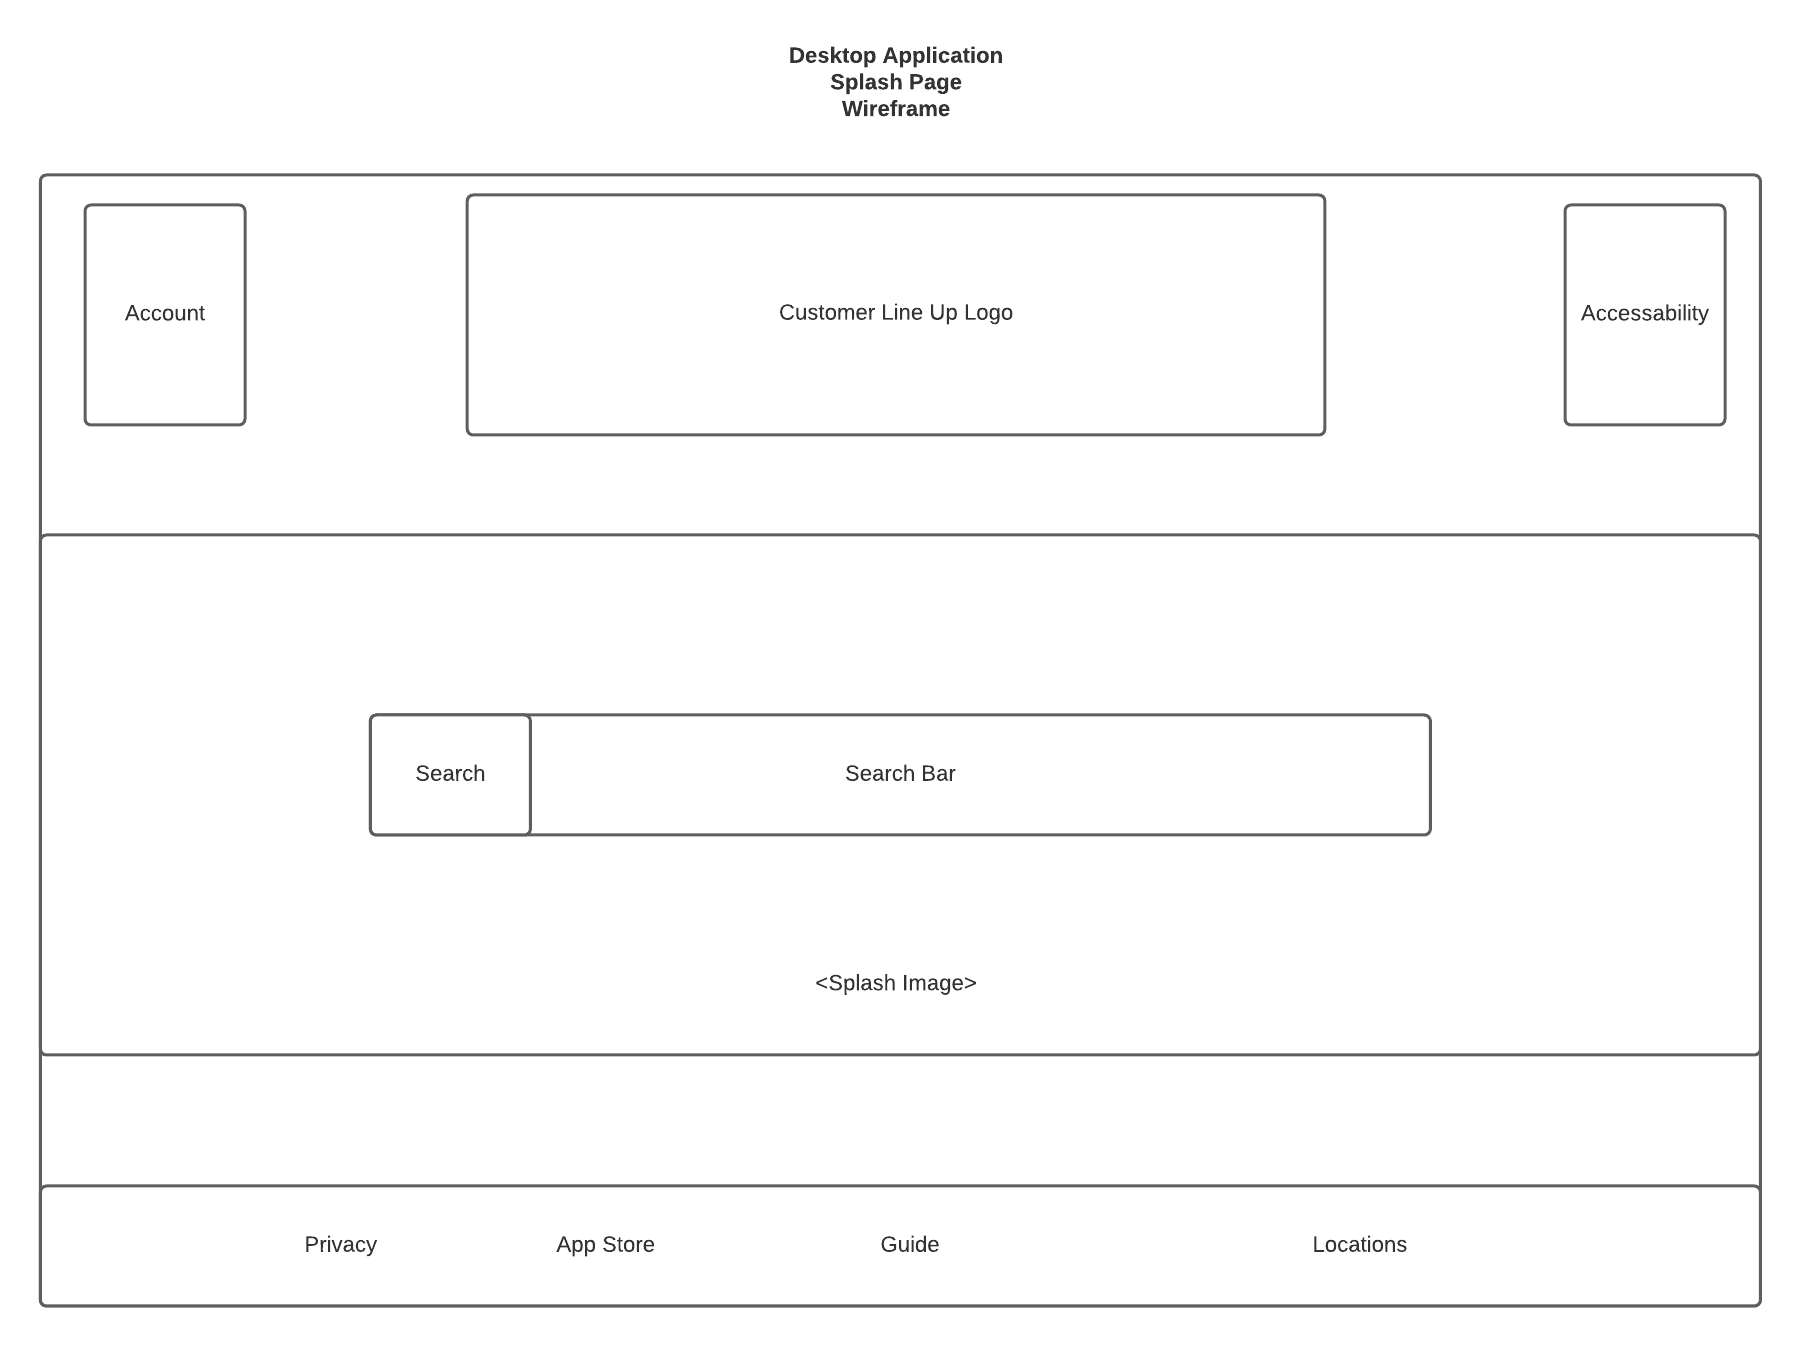 Desktop Application
Splash Page
Wireframe
Account
Customer Line Up Logo
Accessability
Search
Search Bar
<Splash Image>
Privacy
App Store
Guide
Locations